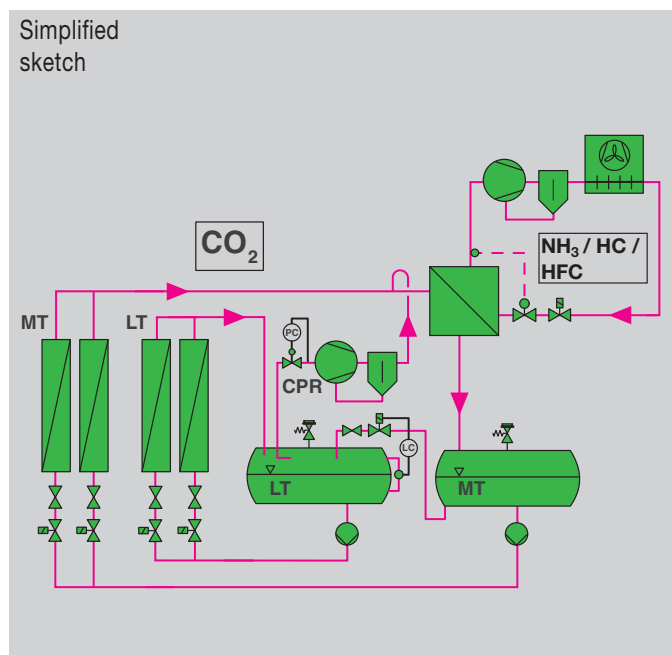 Simplified
sketch
CO₂
NH₃ / HC /
HFC
MT
LT
PC
CPR
LC
LT
MT